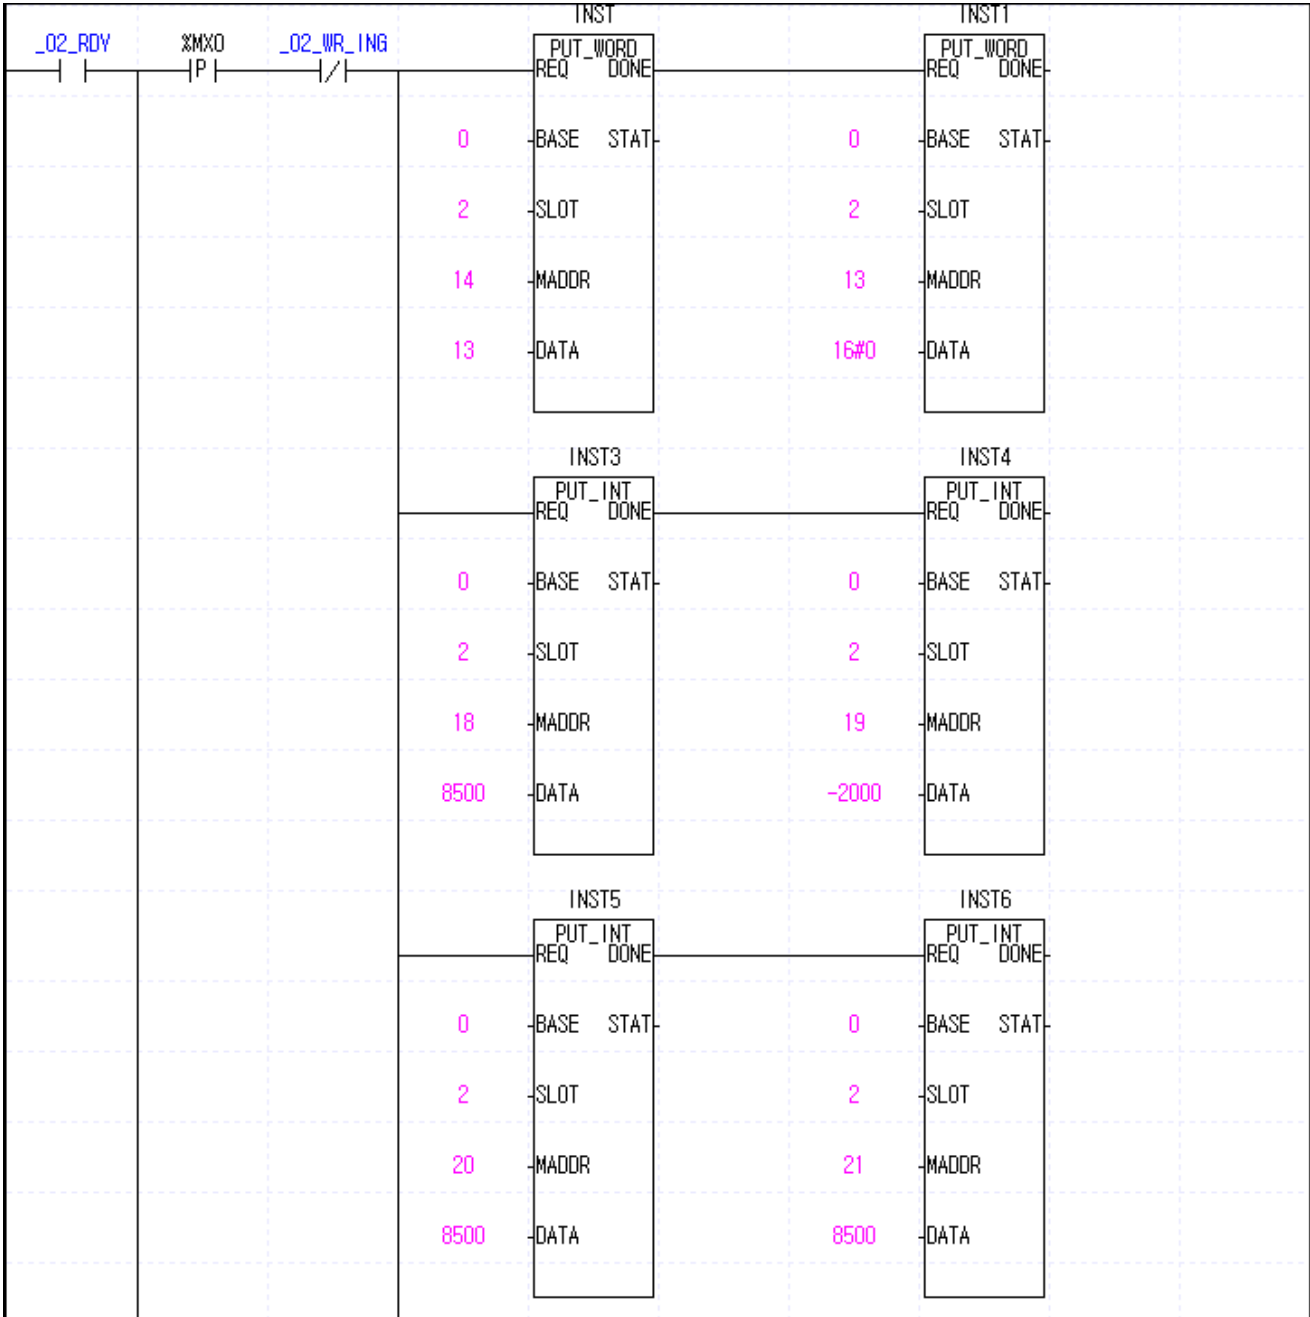 INST INST1
_02_RDY %MX0 _02_WR_ING PUT_WORD PUT_WORD
P REQ DONE REQ DONE
0 BASE STAT 0 BASE STAT
2 SLOT 2 SLOT
14 MADDR 13 MADDR
13 DATA 16#0 DATA
INST3 INST4
PUT_INT PUT_INT
REQ DONE REQ DONE
0 BASE STAT 0 BASE STAT
2 SLOT 2 SLOT
18 MADDR 19 MADDR
8500 DATA -2000 DATA
INST5 INST6
PUT_INT PUT_INT
REQ DONE REQ DONE
0 BASE STAT 0 BASE STAT
2 SLOT 2 SLOT
20 MADDR 21 MADDR
8500 DATA 8500 DATA